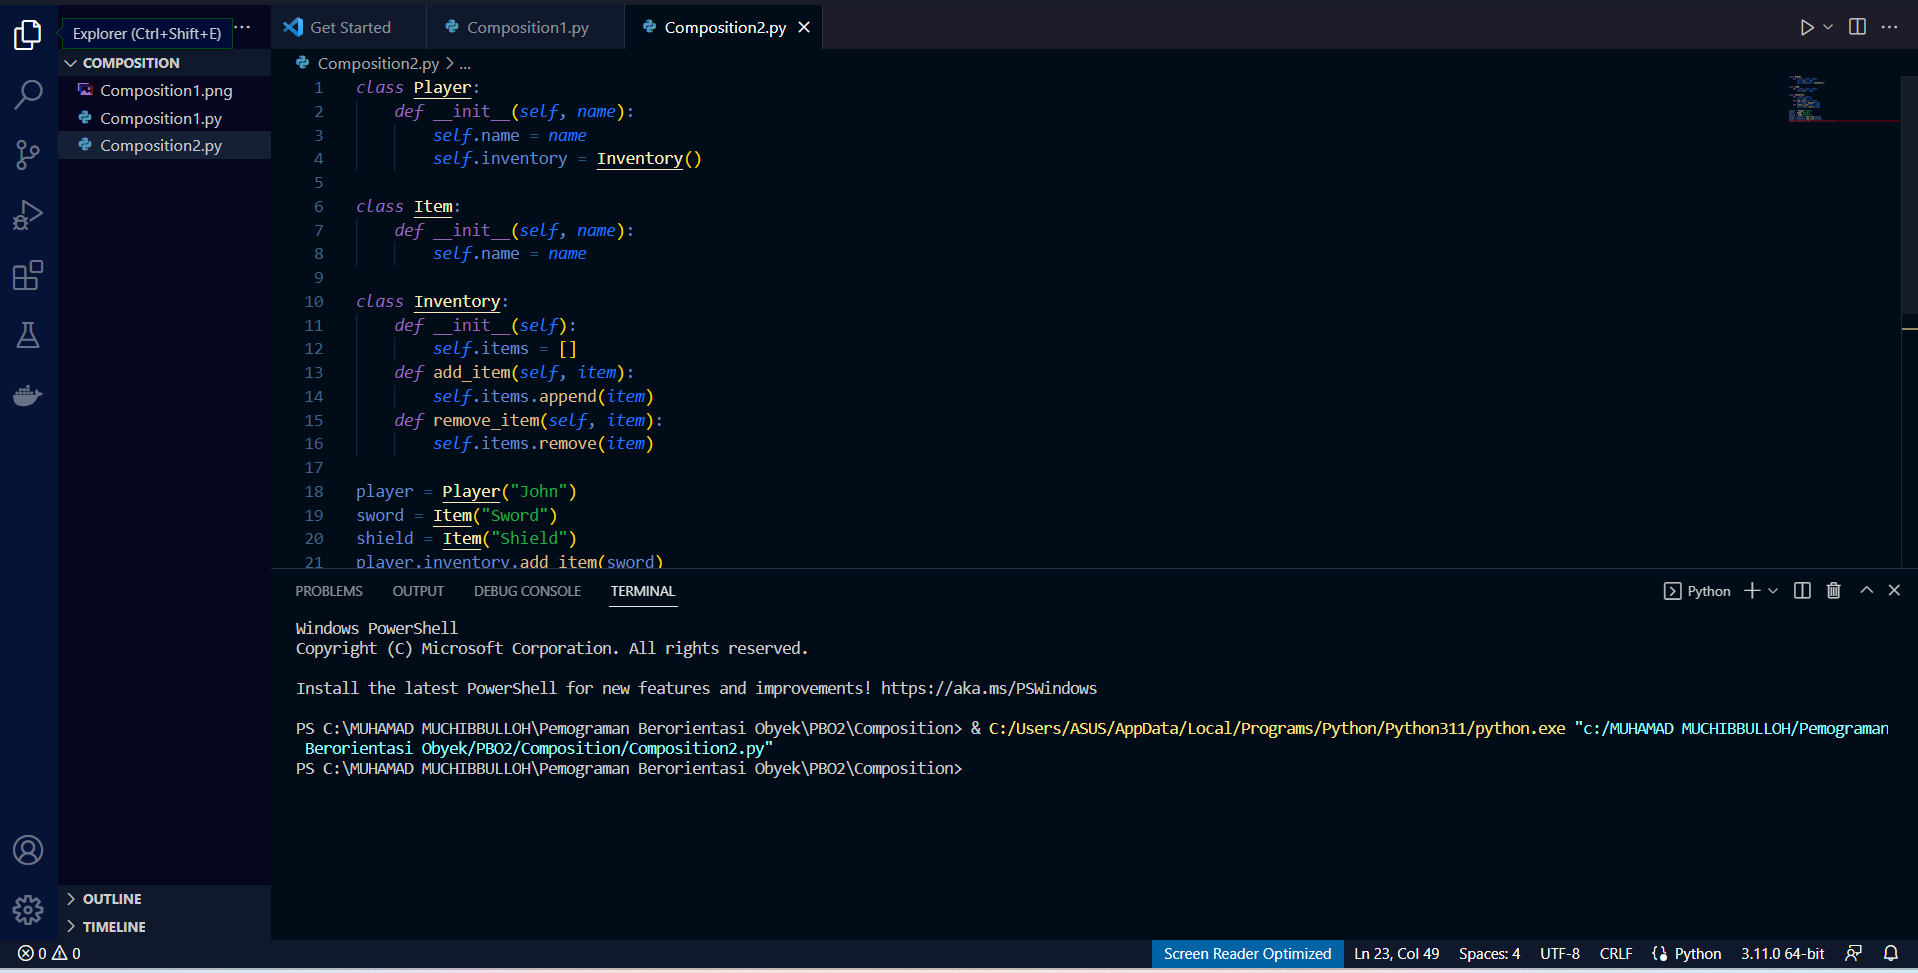 Explorer (Ctrl+Shift+E)
Get Started
Composition1.py
Composition2.py
COMPOSITION
Composition1.png
Composition1.py
Composition2.py
Composition2.py > ...
1 class Player:
2 def __init__(self, name):
3 self.name = name
4 self.inventory = Inventory()
5
6 class Item:
7 def __init__(self, name):
8 self.name = name
9
10 class Inventory:
11 def __init__(self):
12 self.items = []
13 def add_item(self, item):
14 self.items.append(item)
15 def remove_item(self, item):
16 self.items.remove(item)
17
18 player = Player("John")
19 sword = Item("Sword")
20 shield = Item("Shield")
21 player.inventory.add_item(sword)
PROBLEMS OUTPUT DEBUG CONSOLE TERMINAL
Python
Windows PowerShell
Copyright (C) Microsoft Corporation. All rights reserved.
Install the latest PowerShell for new features and improvements! https://aka.ms/PSWindows
PS C:\MUHAMAD MUCHIBBULLOH\Pemograman Berorientasi Obyek\PBO2\Composition> & C:/Users/ASUS/AppData/Local/Programs/Python/Python311/python.exe "c:/MUHAMAD MUCHIBBULLOH/Pemograman
Berorientasi Obyek/PBO2/Composition/Composition2.py"
PS C:\MUHAMAD MUCHIBBULLOH\Pemograman Berorientasi Obyek\PBO2\Composition>
OUTLINE
TIMELINE
0 0
Screen Reader Optimized Ln 23, Col 49 Spaces: 4 UTF-8 CRLF Python 3.11.0 64-bit